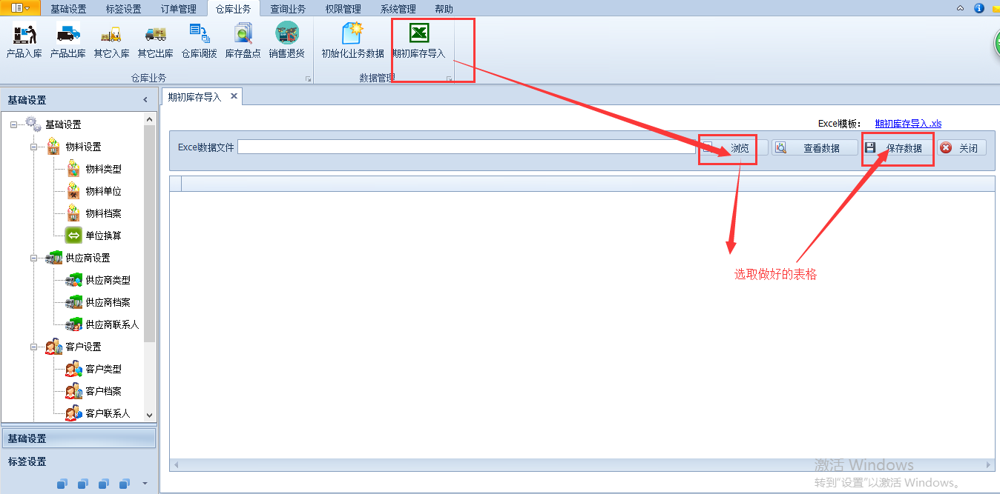 基础设置 标签设置 订单管理 仓库业务 查询业务 权限管理 系统管理 帮助
产品入库 产品出库 其它入库 其它出库 仓库调拨 库存盘点 销售退货 初始化业务数据 期初库存导入
仓库业务 数据管理
基础设置
期初库存导入
Excel模板： 期初库存导入.xls
Excel数据文件 浏览 查看数据 保存数据 关闭
基础设置
物料设置
物料类型
物料单位
物料档案
单位换算
供应商设置
供应商类型
供应商档案
供应商联系人
客户设置
客户类型
客户档案
客户联系人
选取做好的表格
基础设置
标签设置
激活 Windows
转到"设置"以激活 Windows。